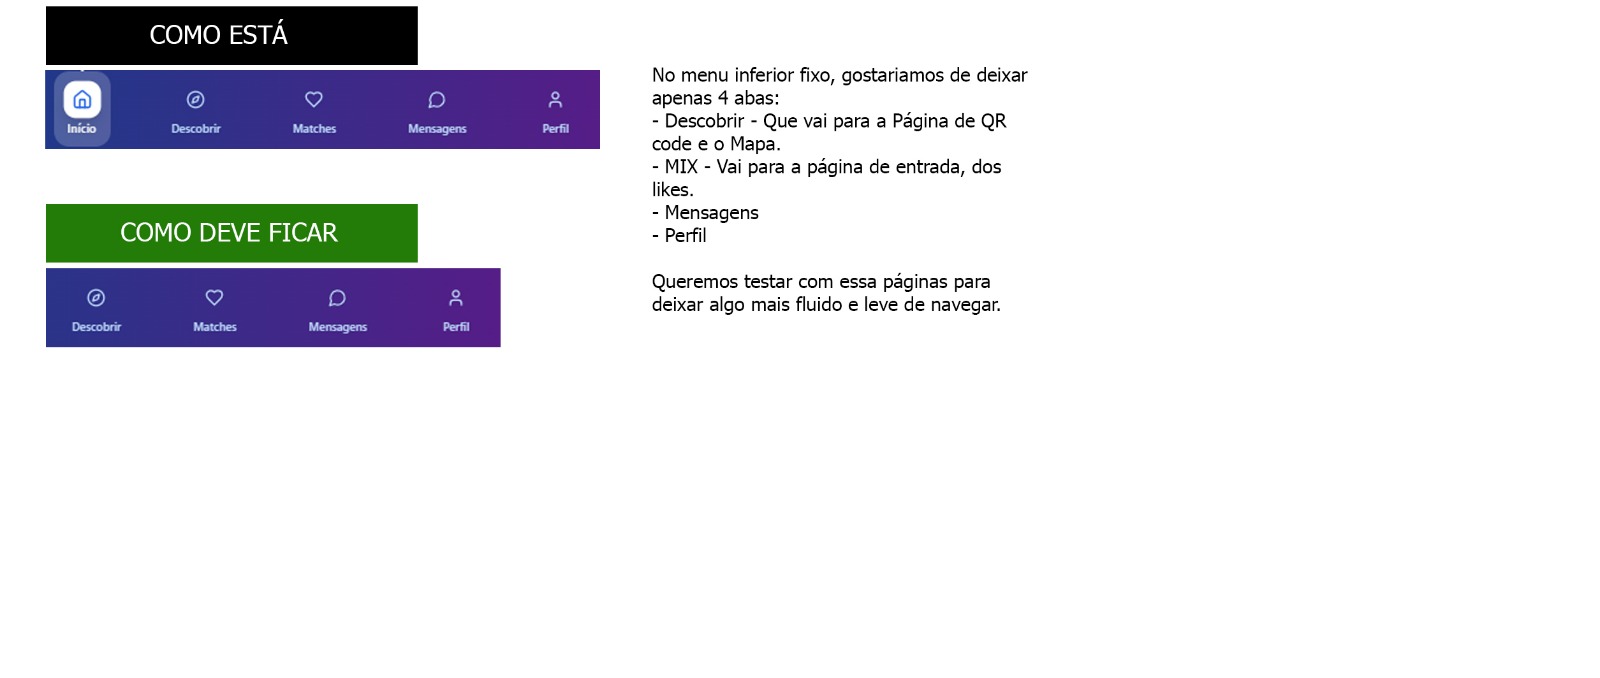 COMO ESTÁ
Início
Descobrir
Matches
Mensagens
Perfil
COMO DEVE FICAR
Descobrir
Matches
Mensagens
Perfil
No menu inferior fixo, gostariamos de deixar
apenas 4 abas:
- Descobrir - Que vai para a Página de QR
code e o Mapa.
- MIX - Vai para a página de entrada, dos
likes.
- Mensagens
- Perfil
Queremos testar com essa páginas para
deixar algo mais fluido e leve de navegar.